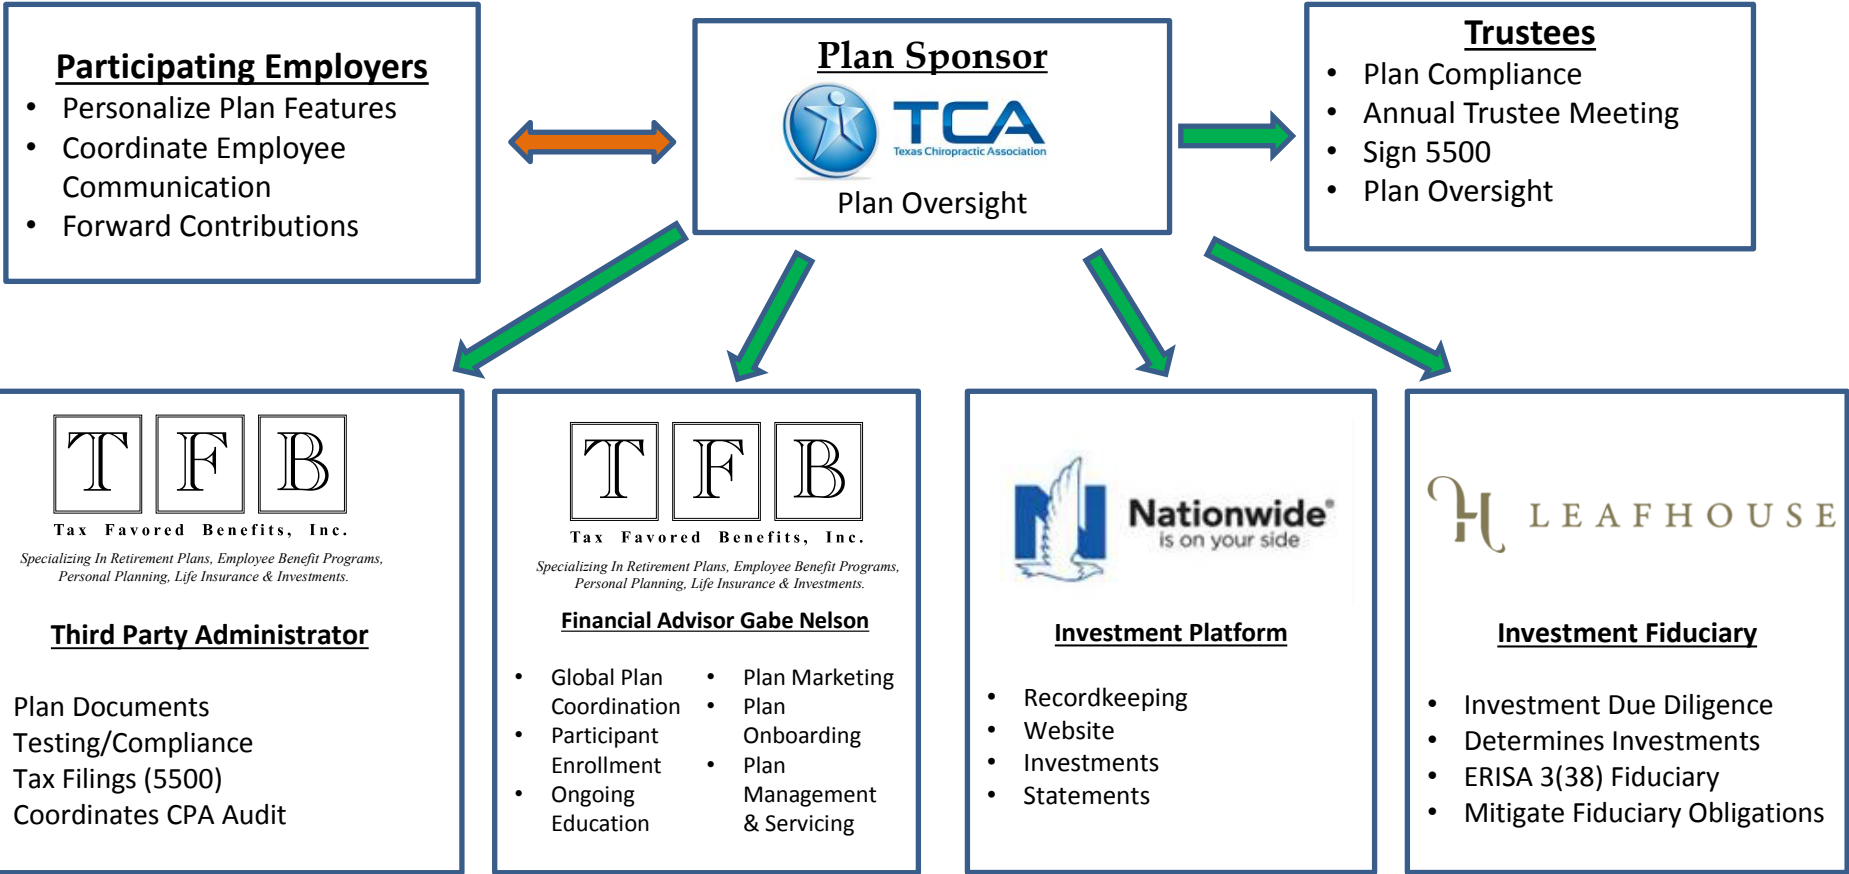 Participating Employers
• Personalize Plan Features
• Coordinate Employee
Communication
• Forward Contributions
Plan Sponsor
TCA
Texas Chiropractic Association
Plan Oversight
Trustees
• Plan Compliance
• Annual Trustee Meeting
• Sign 5500
• Plan Oversight
T F B
Tax Favored Benefits, Inc.
Specializing In Retirement Plans, Employee Benefit Programs,
Personal Planning, Life Insurance & Investments.
Third Party Administrator
Plan Documents
Testing/Compliance
Tax Filings (5500)
Coordinates CPA Audit
T F B
Tax Favored Benefits, Inc.
Specializing In Retirement Plans, Employee Benefit Programs,
Personal Planning, Life Insurance & Investments.
Financial Advisor Gabe Nelson
• Global Plan
Coordination
• Participant
Enrollment
• Ongoing
Education
• Plan Marketing
• Plan
Onboarding
• Plan
Management
& Servicing
N
Nationwide®
is on your side
Investment Platform
• Recordkeeping
• Website
• Investments
• Statements
LEAFHOUSE
Investment Fiduciary
• Investment Due Diligence
• Determines Investments
• ERISA 3(38) Fiduciary
• Mitigate Fiduciary Obligations